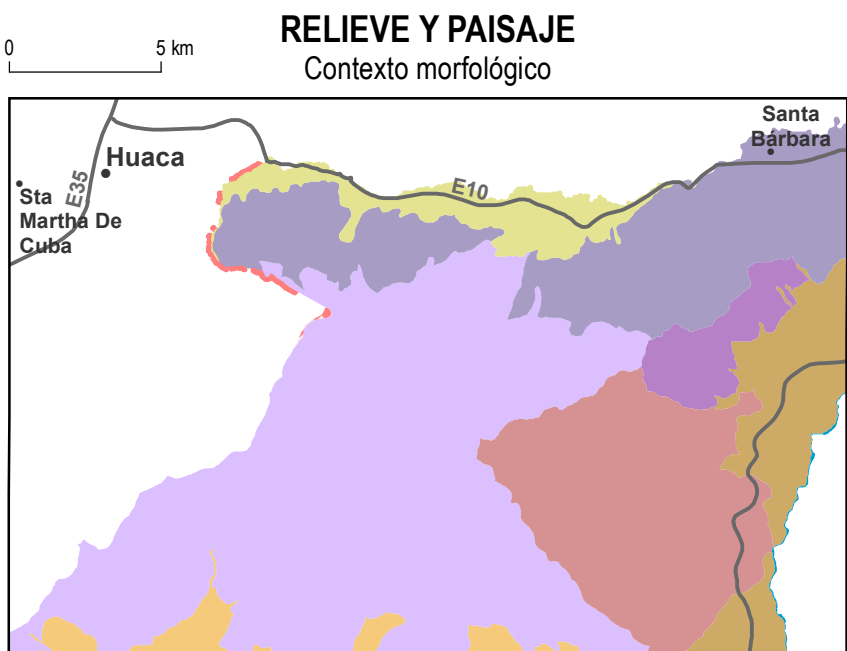 RELIEVE Y PAISAJE
0 5 km
Contexto morfológico
Santa
Bárbara
Huaca
E35
E10
Sta
Martha De
Cuba